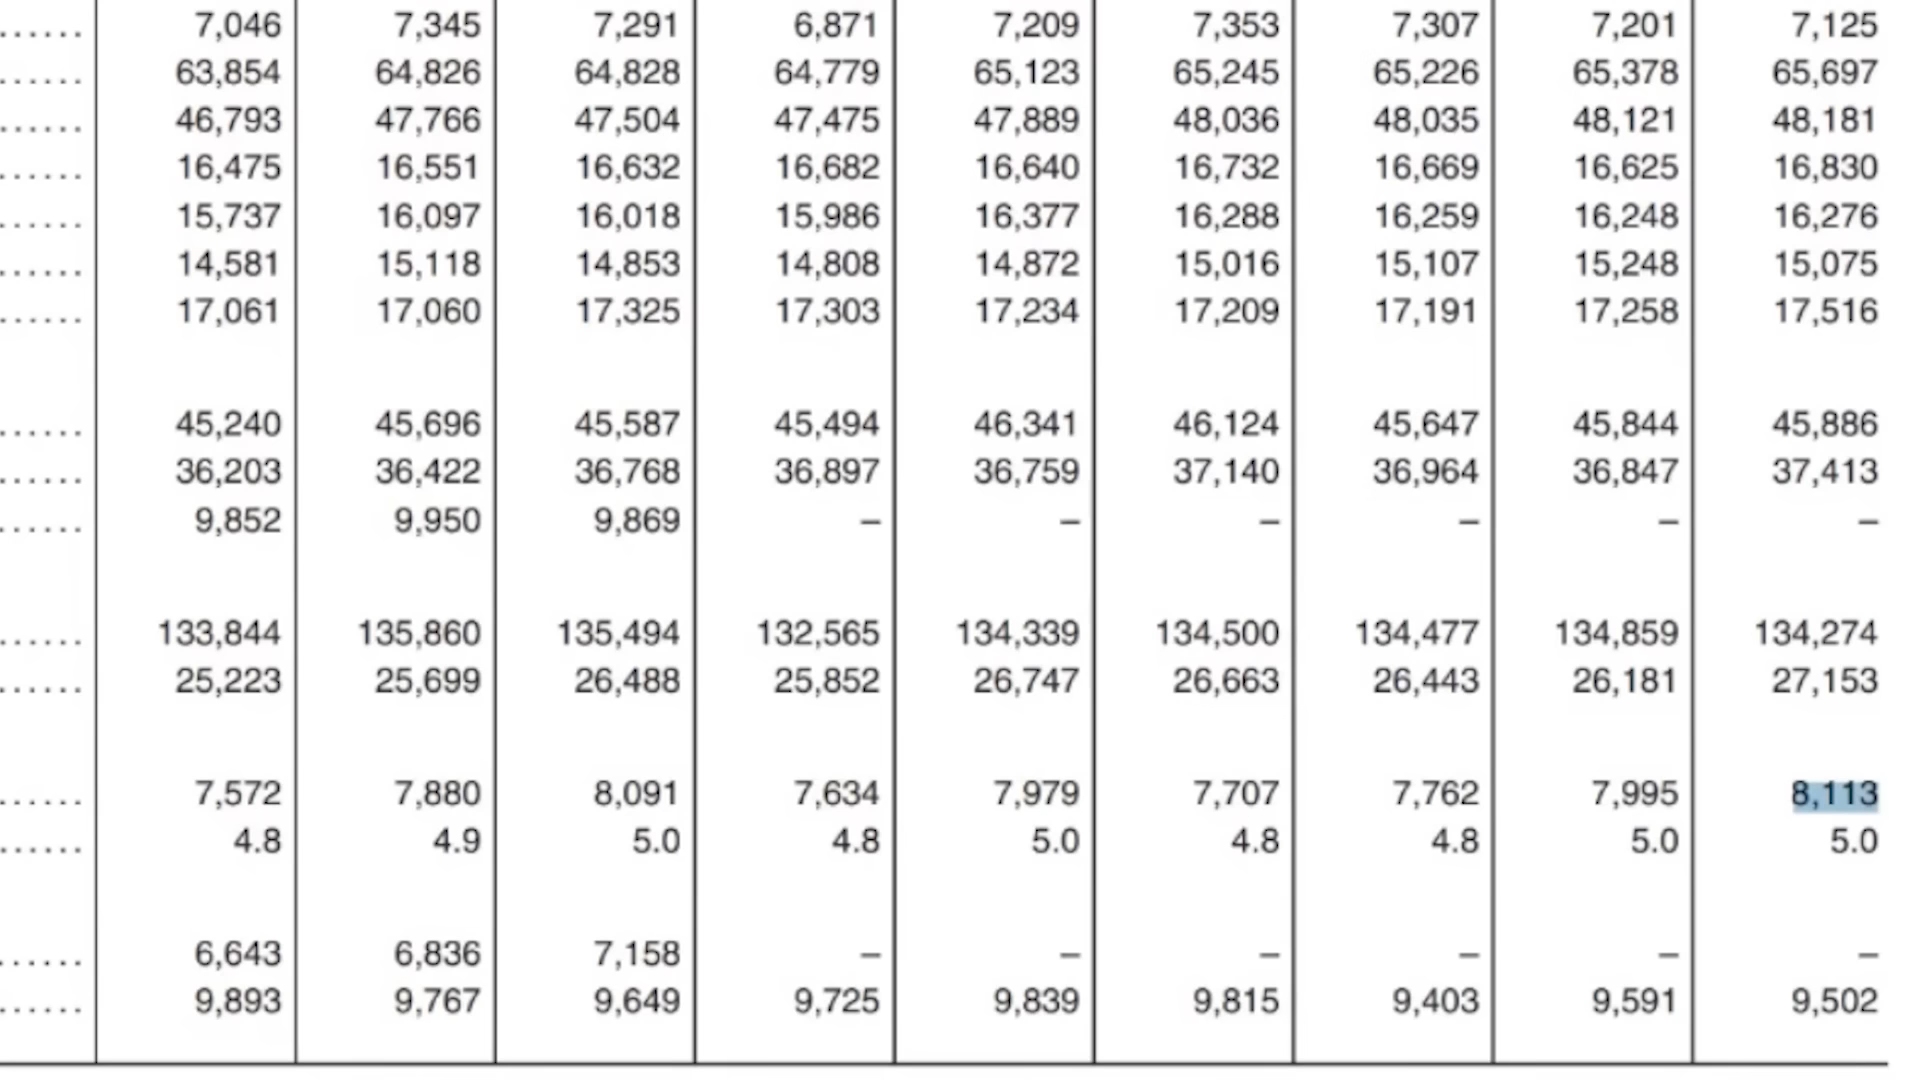 ...... 7,046 7,345 7,291 6,871 7,209 7,353 7,307 7,201 7,125
...... 63,854 64,826 64,828 64,779 65,123 65,245 65,226 65,378 65,697
...... 46,793 47,766 47,504 47,475 47,889 48,036 48,035 48,121 48,181
...... 16,475 16,551 16,632 16,682 16,640 16,732 16,669 16,625 16,830
...... 15,737 16,097 16,018 15,986 16,377 16,288 16,259 16,248 16,276
...... 14,581 15,118 14,853 14,808 14,872 15,016 15,107 15,248 15,075
...... 17,061 17,060 17,325 17,303 17,234 17,209 17,191 17,258 17,516
...... 45,240 45,696 45,587 45,494 46,341 46,124 45,647 45,844 45,886
...... 36,203 36,422 36,768 36,897 36,759 37,140 36,964 36,847 37,413
...... 9,852 9,950 9,869 – – – – – –
...... 133,844 135,860 135,494 132,565 134,339 134,500 134,477 134,859 134,274
...... 25,223 25,699 26,488 25,852 26,747 26,663 26,443 26,181 27,153
...... 7,572 7,880 8,091 7,634 7,979 7,707 7,762 7,995 8,113
...... 4.8 4.9 5.0 4.8 5.0 4.8 4.8 5.0 5.0
...... 6,643 6,836 7,158 – – – – – –
...... 9,893 9,767 9,649 9,725 9,839 9,815 9,403 9,591 9,502